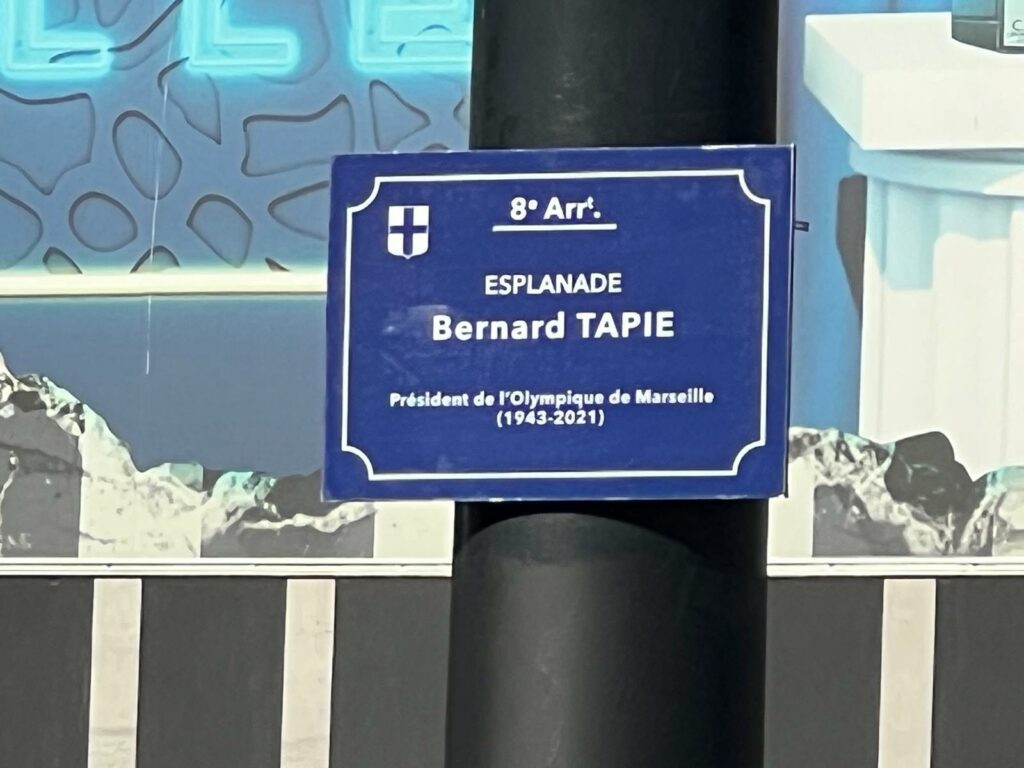 8e Arrt.
ESPLANADE
Bernard TAPIE
Président de l'Olympique de Marseille
(1943-2021)